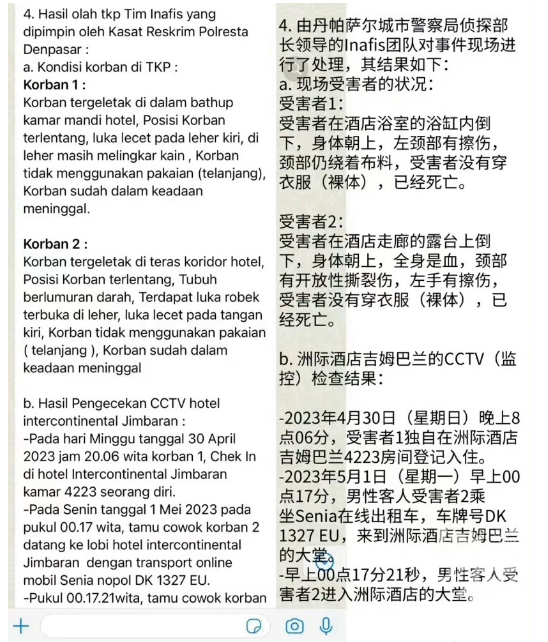 4. Hasil olah tkp Tim Inafis yang
dipimpin oleh Kasat Reskrim Polresta
Denpasar :
a. Kondisi korban di TKP :
Korban 1 :
Korban tergeletak di dalam bathup
kamar mandi hotel, Posisi Korban
terlentang, luka lecet pada leher kiri, di
leher masih melingkar kain , Korban
tidak menggunakan pakaian (telanjang),
Korban sudah dalam keadaan
meninggal.
Korban 2 :
Korban tergeletak di teras koridor hotel,
Posisi Korban terlentang, Tubuh
berlumuran darah, Terdapat luka robek
terbuka di leher, luka lecet pada tangan
kiri, Korban tidak menggunakan pakaian
( telanjang ), Korban sudah dalam
keadaan meninggal
b. Hasil Pengecekan CCTV hotel
intercontinental Jimbaran :
-Pada hari Minggu tanggal 30 April
2023 jam 20.06 wita korban 1, Chek In
di hotel Intercontinental Jimbaran
kamar 4223 seorang diri.
-Pada Senin tanggal 1 Mei 2023 pada
pukul 00.17 wita, tamu cowok korban 2
datang ke lobi hotel intercontinental
Jimbaran dengan transport online
mobil Senia nopol DK 1327 EU.
-Pukul 00.17.21wita, tamu cowok korban
4. 由丹帕萨尔城市警察局侦探部
长领导的Inafis团队对事件现场进
行了处理，其结果如下：
a. 现场受害者的状况：
受害者1：
受害者在酒店浴室的浴缸内倒
下，身体朝上，左颈部有擦伤，
颈部仍绕着布料，受害者没有穿
衣服（裸体），已经死亡。
受害者2：
受害者在酒店走廊的露台上倒
下，身体朝上，全身是血，颈部
有开放性撕裂伤，左手有擦伤，
受害者没有穿衣服（裸体），已
经死亡。
b. 洲际酒店吉姆巴兰的CCTV（监
控）检查结果：
-2023年4月30日（星期日）晚上8
点06分，受害者1独自在洲际酒店
吉姆巴兰4223房间登记入住。
-2023年5月1日（星期一）早上00
点17分，男性客人受害者2乘
坐Senia在线出租车，车牌号DK
1327 EU，来到洲际酒店吉姆巴兰
的大堂。
-早上00点17分21秒，男性客人受
害者2进入洲际酒店的大堂。